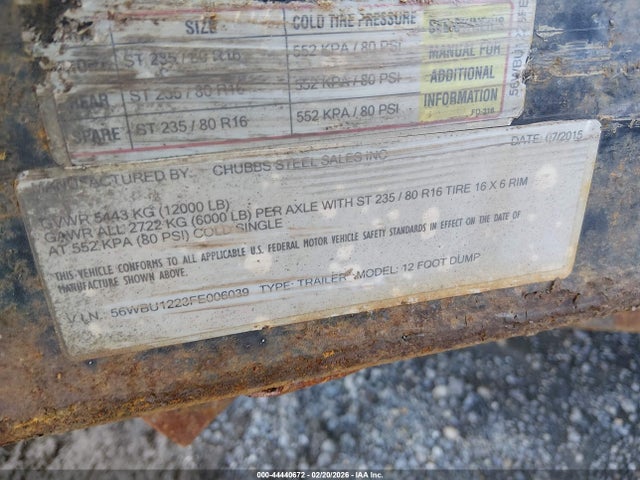 SIZE COLD TIRE PRESSURE
ST 235 / 80 R16 552 KPA / 80 PSI MANUAL FOR
REAR ST 235 / 80 R16 552 KPA / 80 PSI ADDITIONAL
SPARE ST 235 / 80 R16 552 KPA / 80 PSI INFORMATION
MANUFACTURED BY: CHUBBS STEEL SALES INC DATE: 07/2015
GVWR 5443 KG (12000 LB)
GAWR ALL 2722 KG (6000 LB) PER AXLE WITH ST 235 / 80 R16 TIRE 16 X 6 RIM
AT 552 KPA (80 PSI) COLD SINGLE
THIS VEHICLE CONFORMS TO ALL APPLICABLE U.S. FEDERAL MOTOR VEHICLE SAFETY STANDARDS IN EFFECT ON THE DATE OF
MANUFACTURE SHOWN ABOVE.
V.I.N. 56WBU1223FE006039 TYPE: TRAILER MODEL: 12 FOOT DUMP
000-44440672 - 02/20/2026 - IAA Inc. Copyright